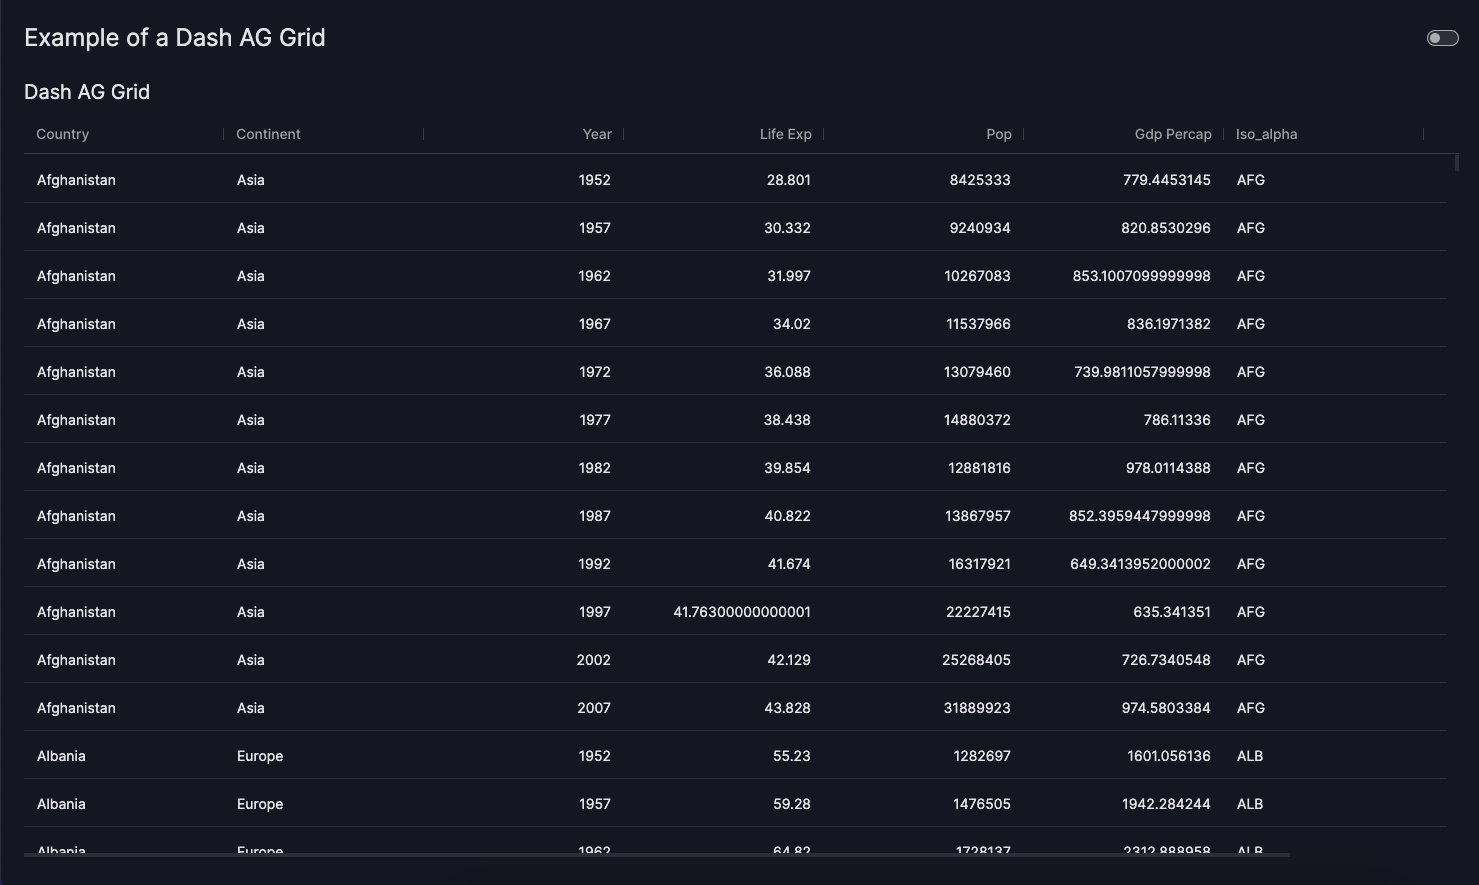 Example of a Dash AG Grid
Dash AG Grid
Country Continent Year Life Exp Pop Gdp Percap Iso_alpha
Afghanistan Asia 1952 28.801 8425333 779.4453145 AFG
Afghanistan Asia 1957 30.332 9240934 820.8530296 AFG
Afghanistan Asia 1962 31.997 10267083 853.1007099999998 AFG
Afghanistan Asia 1967 34.02 11537966 836.1971382 AFG
Afghanistan Asia 1972 36.088 13079460 739.9811057999998 AFG
Afghanistan Asia 1977 38.438 14880372 786.11336 AFG
Afghanistan Asia 1982 39.854 12881816 978.0114388 AFG
Afghanistan Asia 1987 40.822 13867957 852.3959447999998 AFG
Afghanistan Asia 1992 41.674 16317921 649.3413952000002 AFG
Afghanistan Asia 1997 41.76300000000001 22227415 635.341351 AFG
Afghanistan Asia 2002 42.129 25268405 726.7340548 AFG
Afghanistan Asia 2007 43.828 31889923 974.5803384 AFG
Albania Europe 1952 55.23 1282697 1601.056136 ALB
Albania Europe 1957 59.28 1476505 1942.284244 ALB
Albania Europe 1962 64.82 1728137 2312.888958 ALB